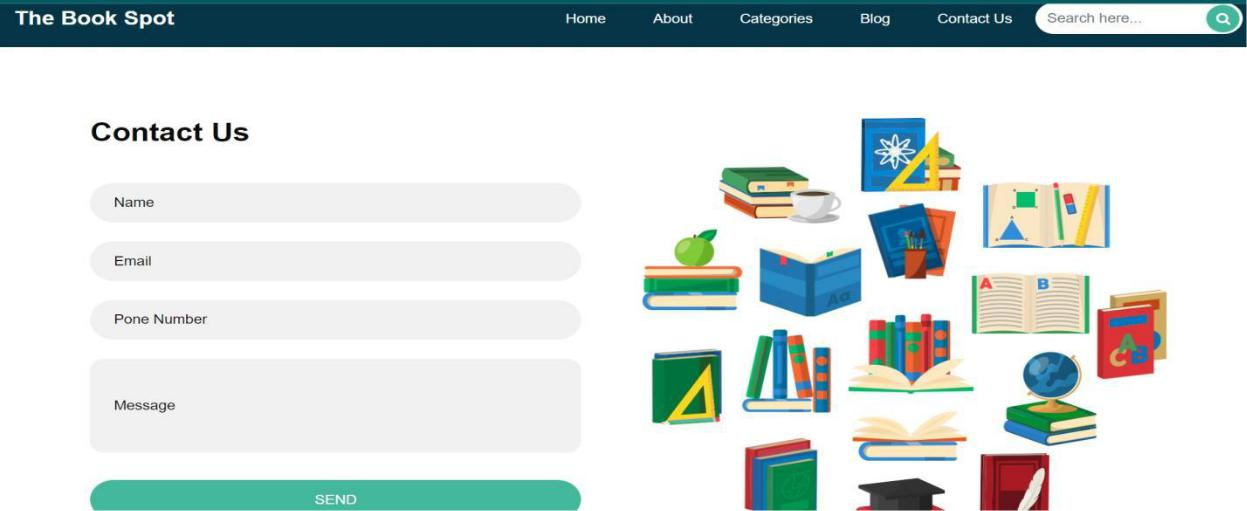 The Book Spot
Home About Categories Blog Contact Us Search here...
Contact Us
Name
Email
Pone Number
Message
SEND
Aa
A B
A
C B